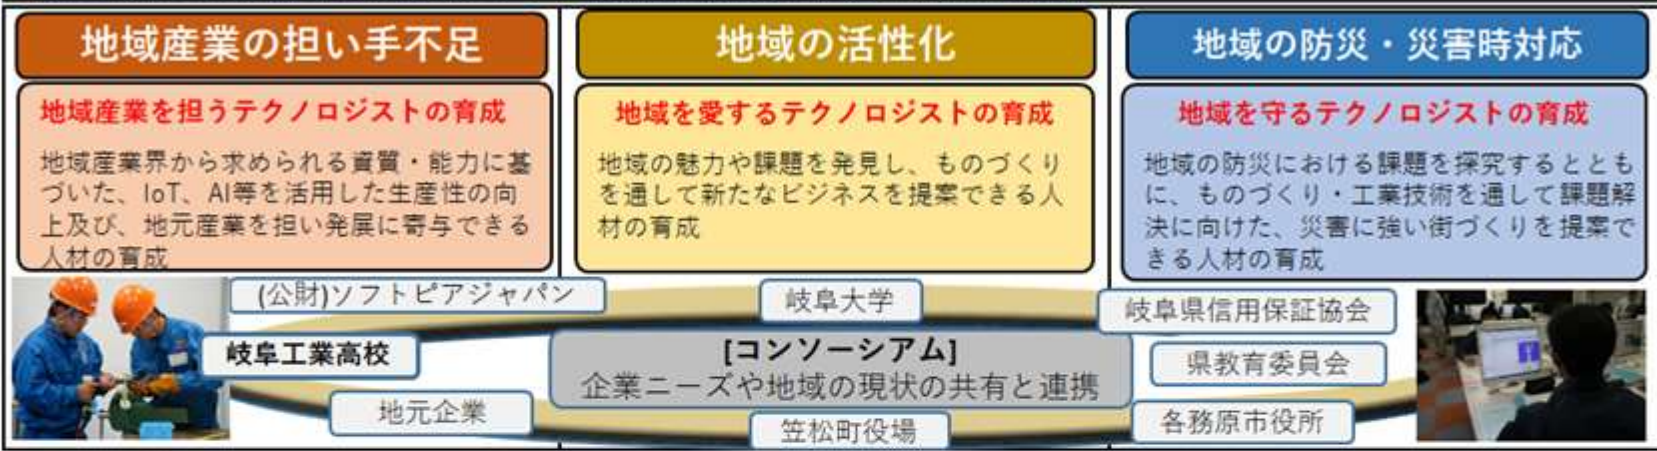 地域産業の担い手不足
地域産業を担うテクノロジストの育成
地域産業界から求められる資質・能力に基
づいた、IoT、AI等を活用した生産性の向
上及び、地元産業を担い発展に寄与できる
人材の育成
地域の活性化
地域を愛するテクノロジストの育成
地域の魅力や課題を発見し、ものづくり
を通して新たなビジネスを提案できる人
材の育成
地域の防災・災害時対応
地域を守るテクノロジストの育成
地域の防災における課題を探究するととも
に、ものづくり・工業技術を通して課題解
決に向けた、災害に強い街づくりを提案で
きる人材の育成
(公財)ソフトピアジャパン
岐阜大学
岐阜県信用保証協会
岐阜工業高校
[コンソーシアム]
企業ニーズや地域の現状の共有と連携
県教育委員会
地元企業
笠松町役場
各務原市役所